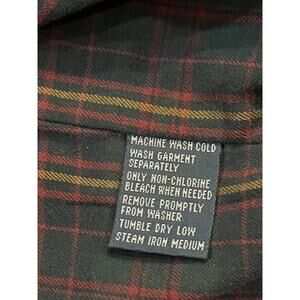 MACHINE WASH COLD
WASH GARMENT
SEPARATELY
ONLY NON-CHLORINE
BLEACH WHEN NEEDED
REMOVE PROMPTLY
FROM WASHER
TUMBLE DRY LOW
STEAM IRON MEDIUM